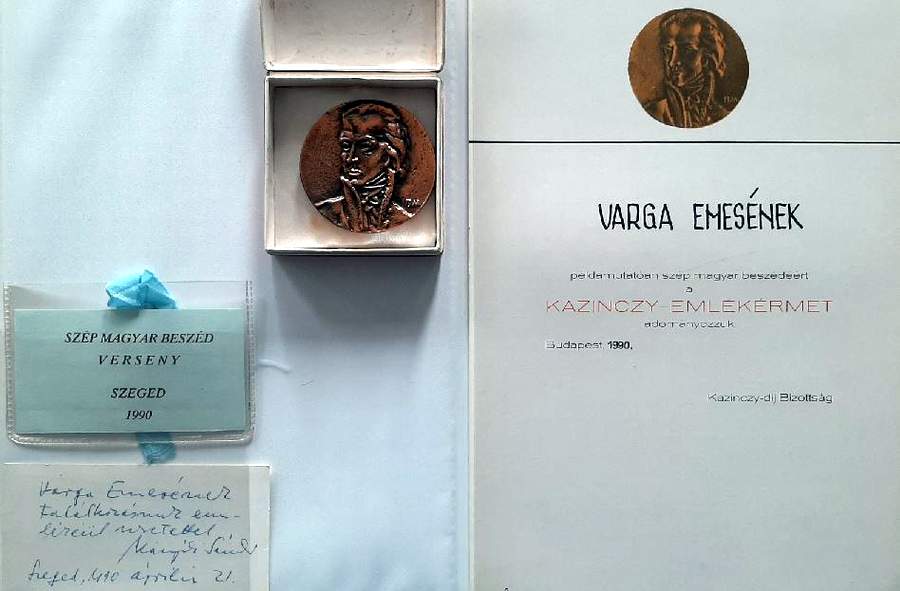 VARGA EMESÉNEK
példamutatóan szép magyar beszédért
a
KAZINCZY-EMLÉKÉRMET
adományozzuk
Budapest, 1990.
Kazinczy-díj Bizottság
SZÉP MAGYAR BESZÉD
VERSENY
SZEGED
1990
Varga Emesének
találkozásunk em-
lékéül szeretettel
Sándor
Szeged, április 21.